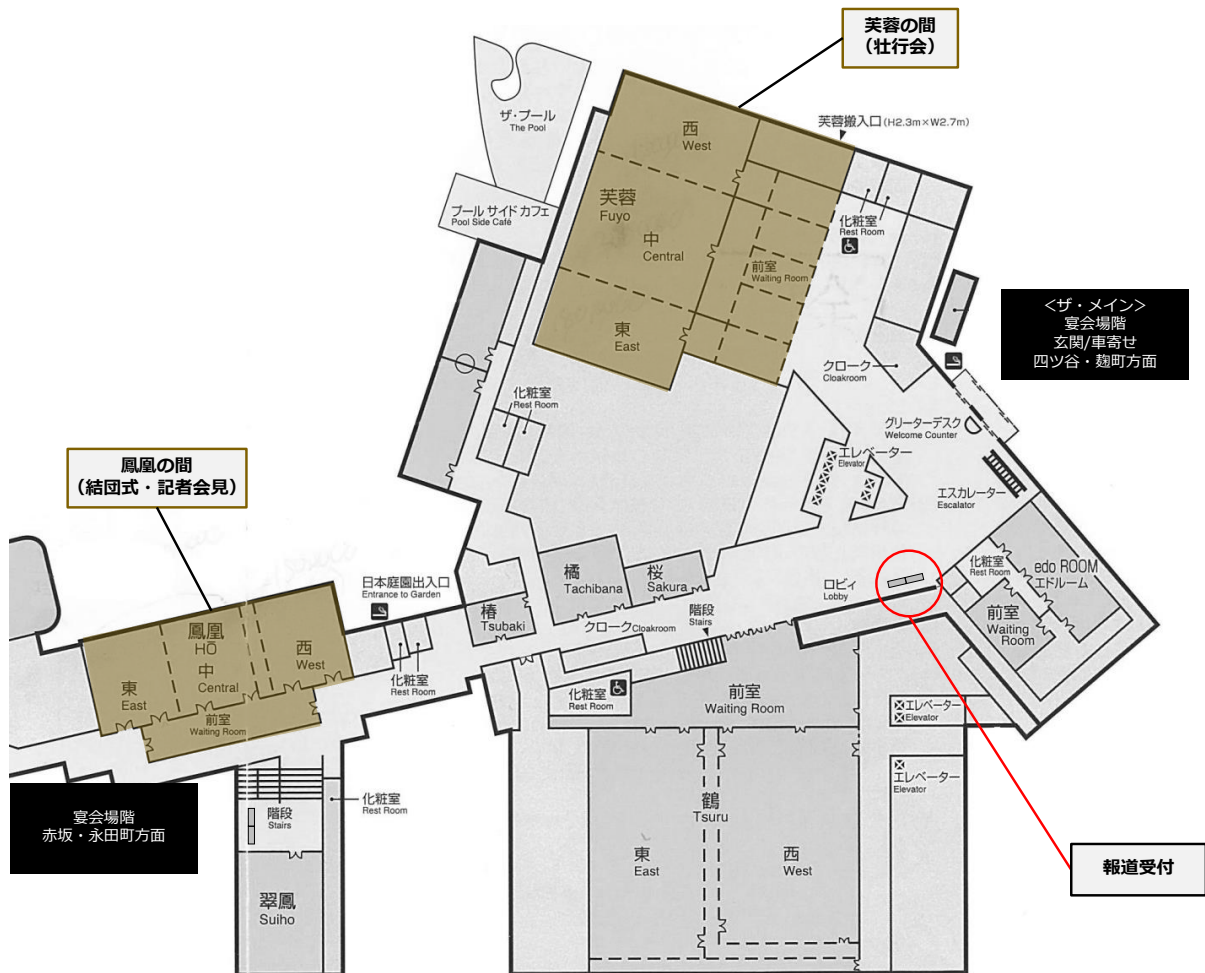 芙蓉の間
（壮行会）
ザ・プール
The Pool
芙蓉搬入口(H2.3m×W2.7m)
西
West
プールサイドカフェ
Pool Side Café
芙蓉
Fuyo
中
Central
前室
Waiting Room
東
East
化粧室
Rest Room
＜ザ・メイン＞
宴会場階
玄関/車寄せ
四ツ谷・麹町方面
クローク
Cloakroom
化粧室
Rest Room
グリーターデスク
Welcome Counter
エレベーター
Elevator
エスカレーター
Escalator
鳳凰の間
（結団式・記者会見）
日本庭園出入口
Entrance to Garden
橘
Tachibana
桜
Sakura
ロビィ
Lobby
化粧室
Rest Room
edo ROOM
エドルーム
前室
Waiting
Room
椿
Tsubaki
クロークCloakroom
階段
Stairs
鳳凰
HŌ
中
Central
西
West
東
East
前室
Waiting Room
化粧室
Rest Room
化粧室
Rest Room
前室
Waiting Room
エレベーター
Elevator
エレベーター
Elevator
宴会場階
赤坂・永田町方面
階段
Stairs
化粧室
Rest Room
鶴
Tsuru
東
East
西
West
翠鳳
Suiho
報道受付